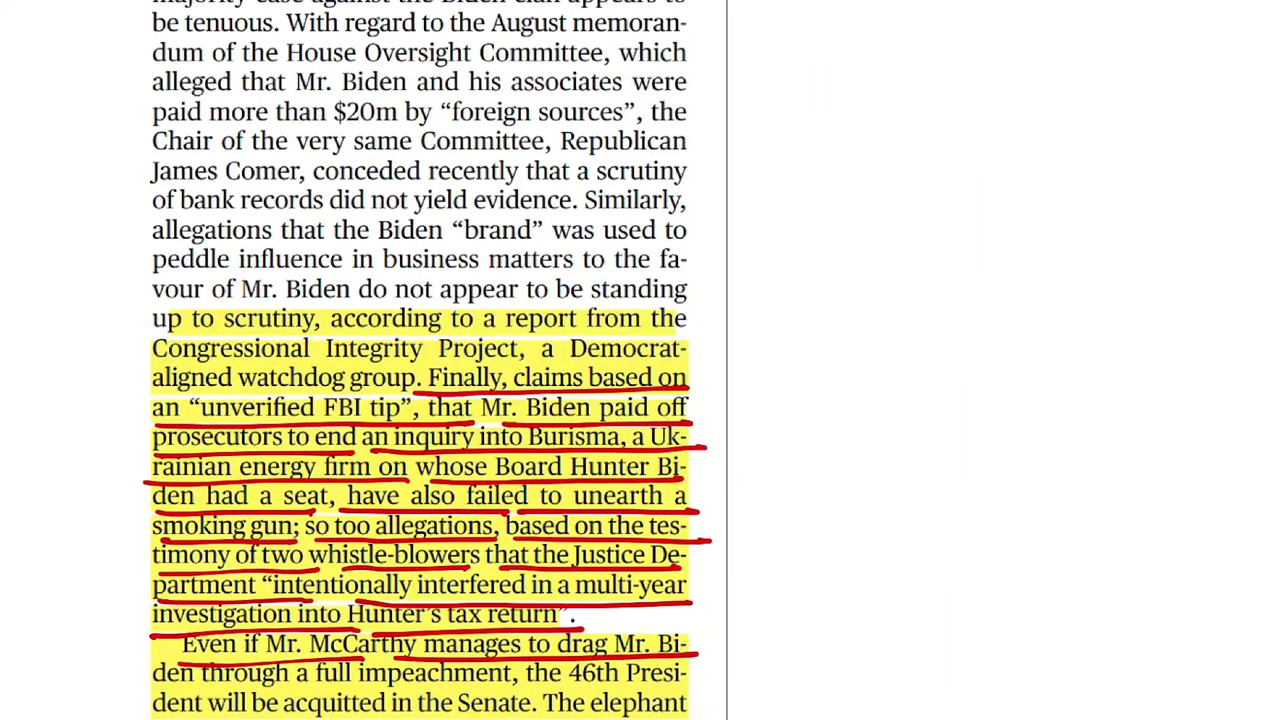 majority case against the Biden clan appears to
be tenuous. With regard to the August memoran-
dum of the House Oversight Committee, which
alleged that Mr. Biden and his associates were
paid more than $20m by “foreign sources”, the
Chair of the very same Committee, Republican
James Comer, conceded recently that a scrutiny
of bank records did not yield evidence. Similarly,
allegations that the Biden “brand” was used to
peddle influence in business matters to the fa-
vour of Mr. Biden do not appear to be standing
up to scrutiny, according to a report from the
Congressional Integrity Project, a Democrat-
aligned watchdog group. Finally, claims based on
an “unverified FBI tip”, that Mr. Biden paid off
prosecutors to end an inquiry into Burisma, a Uk-
rainian energy firm on whose Board Hunter Bi-
den had a seat, have also failed to unearth a
smoking gun; so too allegations, based on the tes-
timony of two whistle-blowers that the Justice De-
partment “intentionally interfered in a multi-year
investigation into Hunter’s tax return”.
Even if Mr. McCarthy manages to drag Mr. Bi-
den through a full impeachment, the 46th Presi-
dent will be acquitted in the Senate. The elephant